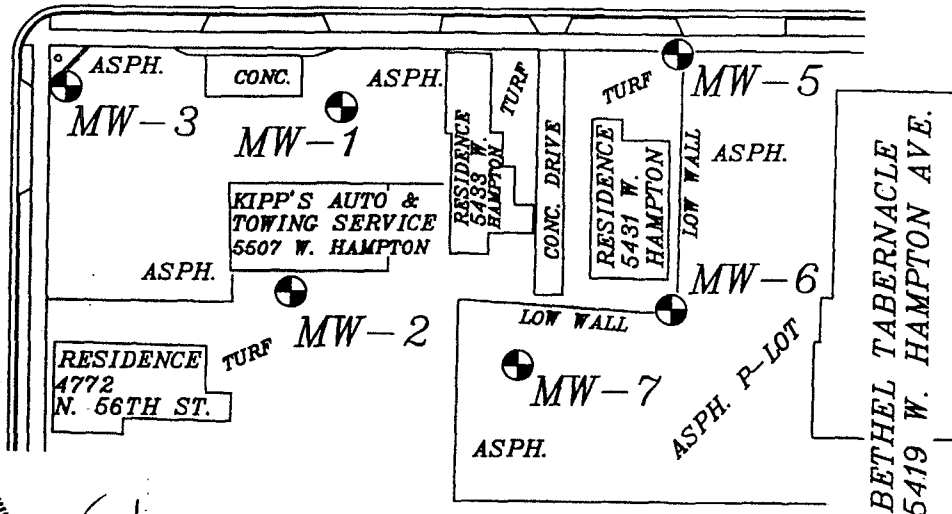 ASPH.
CONC.
ASPH.
TURF
TURF
MW-5
MW-3
MW-1
RESIDENCE
5433 W.
HAMPTON
CONC. DRIVE
RESIDENCE
5431 W.
HAMPTON
LOW WALL
ASPH.
KIPP'S AUTO &
TOWING SERVICE
5507 W. HAMPTON
ASPH.
MW-2
MW-6
LOW WALL
RESIDENCE
4772
N. 56TH ST.
TURF
MW-7
ASPH. P-LOT
ASPH.
BETHEL TABERNACLE
5419 W. HAMPTON AVE.